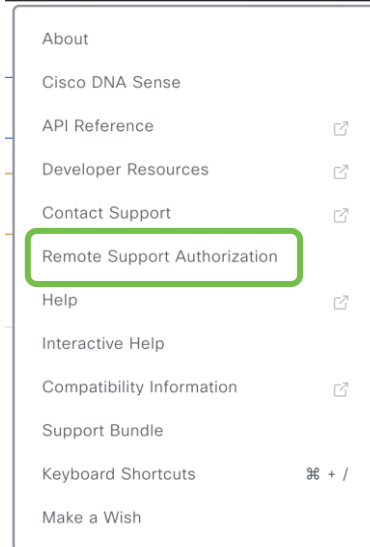 About
Cisco DNA Sense
API Reference
Developer Resources
Contact Support
Remote Support Authorization
Help
Interactive Help
Compatibility Information
Support Bundle
Keyboard Shortcuts ⌘ + /
Make a Wish